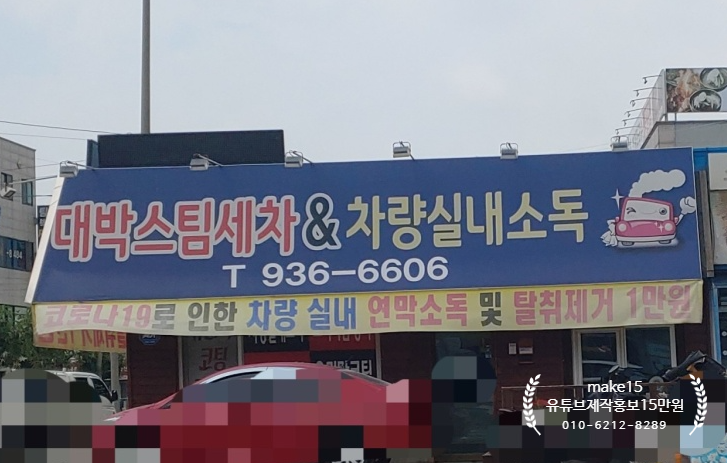 대박스팀세차&차량실내소독
T 936-6606
코로나19로 인한 차량 실내 연막소독 및 탈취제거 1만원
코팅
make15
유튜브제작홍보15만원
010-6212-8289